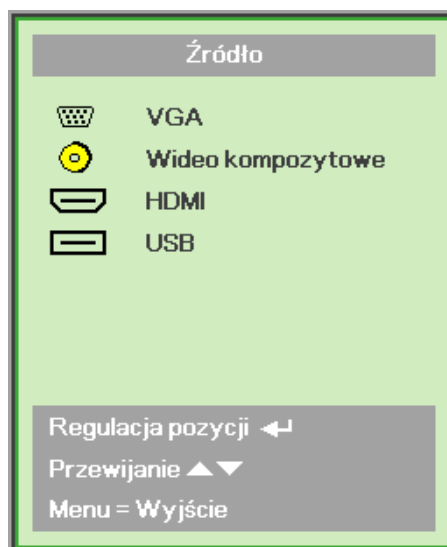 Źródło
VGA
Wideo kompozytowe
HDMI
USB
Regulacja pozycji
Przewijanie
Menu = Wyjście